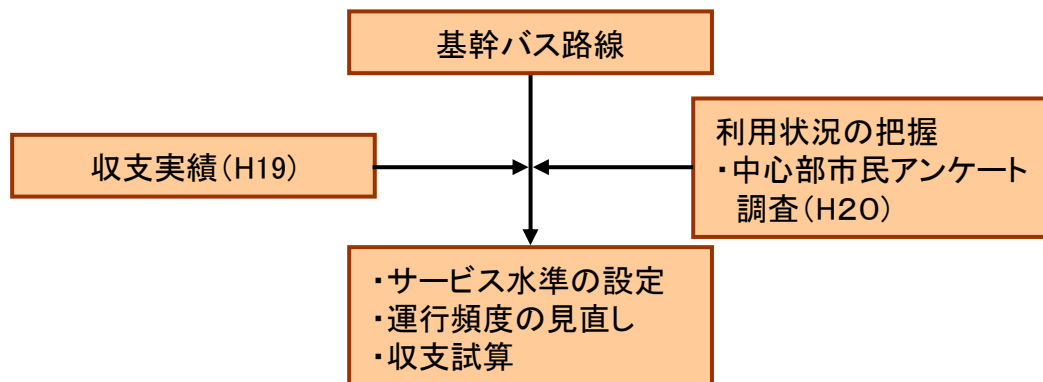 基幹バス路線
収支実績(H19)
利用状況の把握
・中心部市民アンケート
調査(H20)
・サービス水準の設定
・運行頻度の見直し
・収支試算